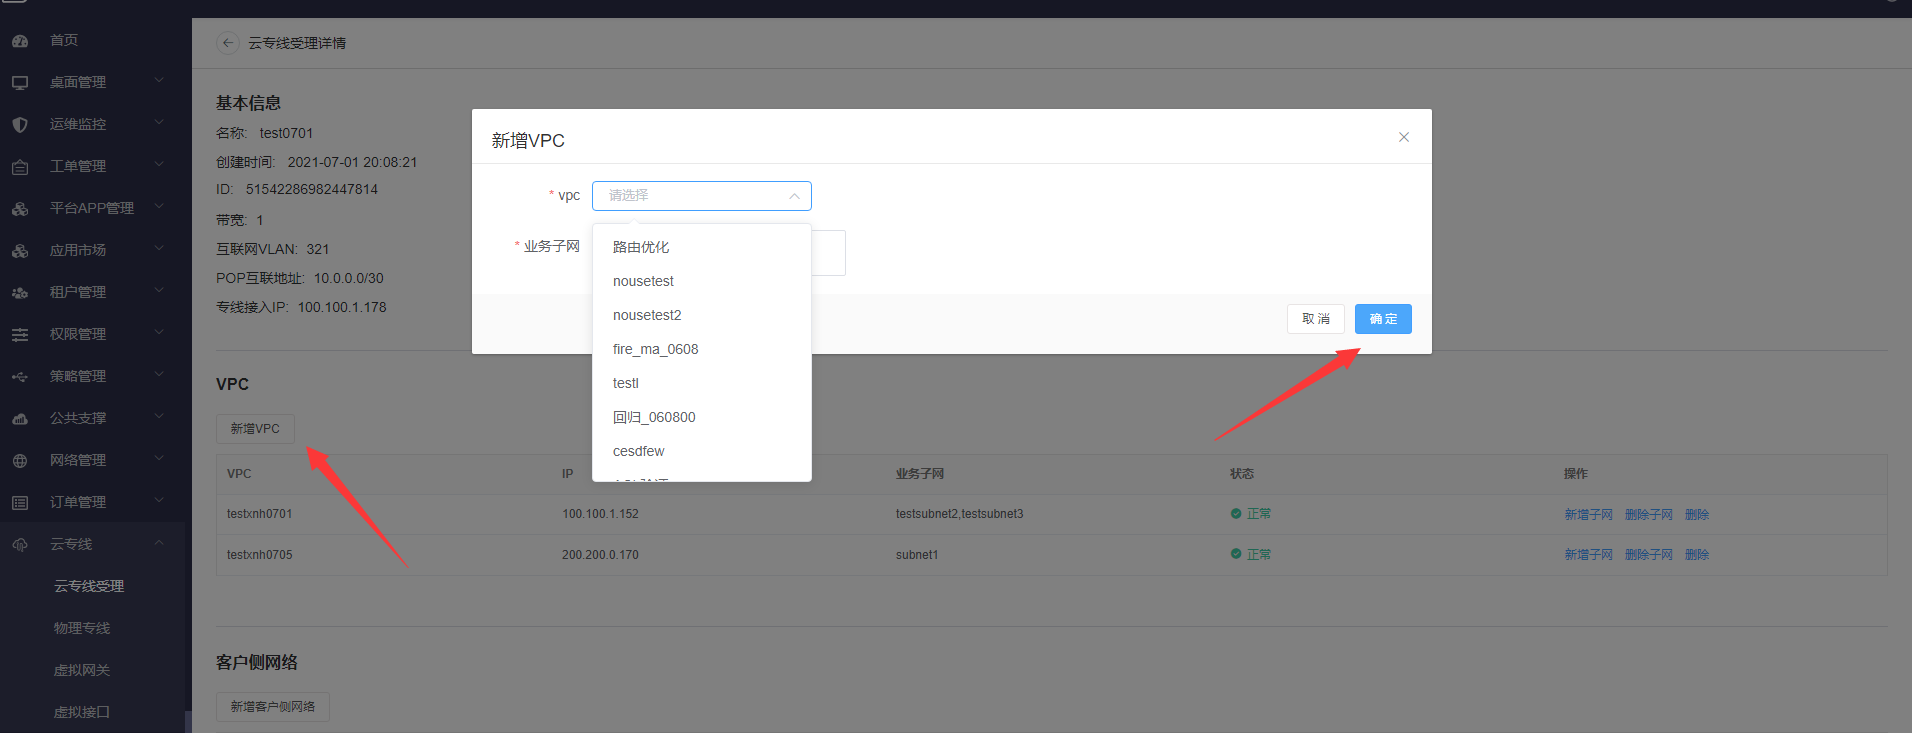 首页
桌面管理
运维监控
工单管理
平台APP管理
应用市场
租户管理
权限管理
策略管理
公共支撑
网络管理
订单管理
云专线
云专线受理
物理专线
虚拟网关
虚拟接口
云专线受理详情
基本信息
名称: test0701
创建时间: 2021-07-01 20:08:21
ID: 51542286982447814
带宽: 1
互联网VLAN: 321
POP互联地址: 10.0.0.0/30
专线接入IP: 100.100.1.178
新增VPC
* vpc 请选择
* 业务子网
路由优化
nousetest
nousetest2
fire_ma_0608
testl
回归_060800
cesdfew
取 消 确 定
VPC
新增VPC
VPC IP 业务子网 状态 操作
testxnh0701 100.100.1.152 testsubnet2,testsubnet3 正常 新增子网 删除子网 删除
testxnh0705 200.200.0.170 subnet1 正常 新增子网 删除子网 删除
客户侧网络
新增客户侧网络